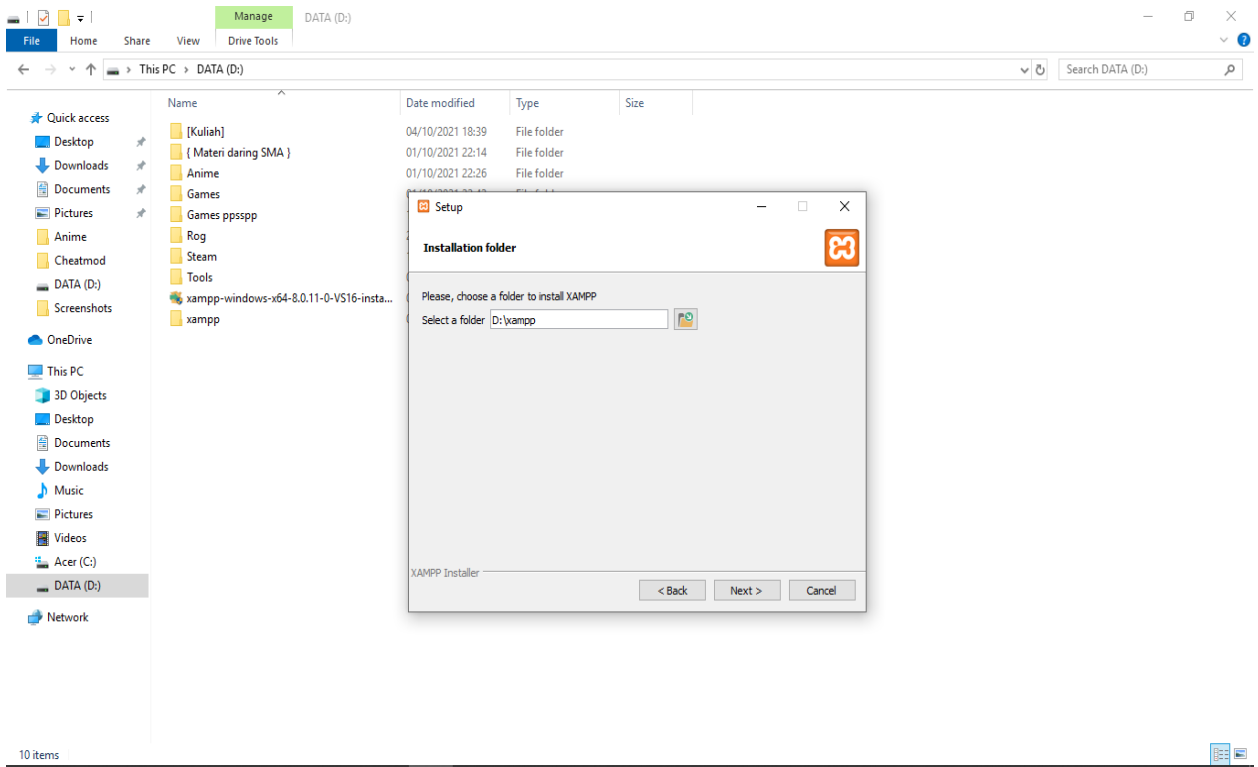 Manage DATA (D:)
File Home Share View Drive Tools
This PC > DATA (D:) Search DATA (D:)
Name Date modified Type Size
Quick access
Desktop
Downloads
Documents
Pictures
Anime
Cheatmod
DATA (D:)
Screenshots
OneDrive
This PC
3D Objects
Desktop
Documents
Downloads
Music
Pictures
Videos
Acer (C:)
DATA (D:)
Network
[Kuliah] 04/10/2021 18:39 File folder
{ Materi daring SMA } 01/10/2021 22:14 File folder
Anime 01/10/2021 22:26 File folder
Games
Games ppsspp
Rog
Steam
Tools
xampp-windows-x64-8.0.11-0-VS16-insta...
xampp
Setup
Installation folder
Please, choose a folder to install XAMPP
Select a folder D:\xampp
XAMPP Installer
< Back Next > Cancel
10 items